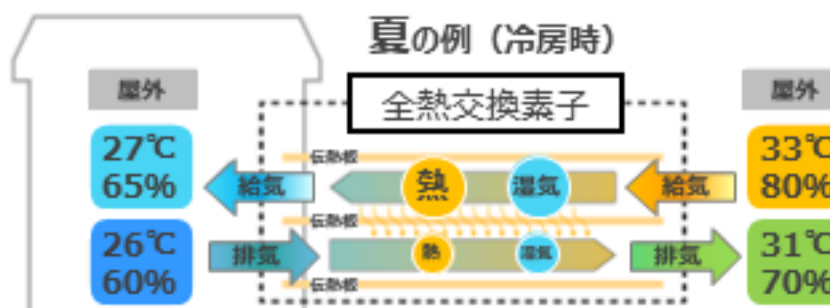 夏の例（冷房時）
屋外
全熱交換素子
屋外
27℃
65%
給気
伝熱板
熱
湿気
給気
33℃
80%
伝熱板
26℃
60%
排気
熱
湿気
排気
31℃
70%
伝熱板